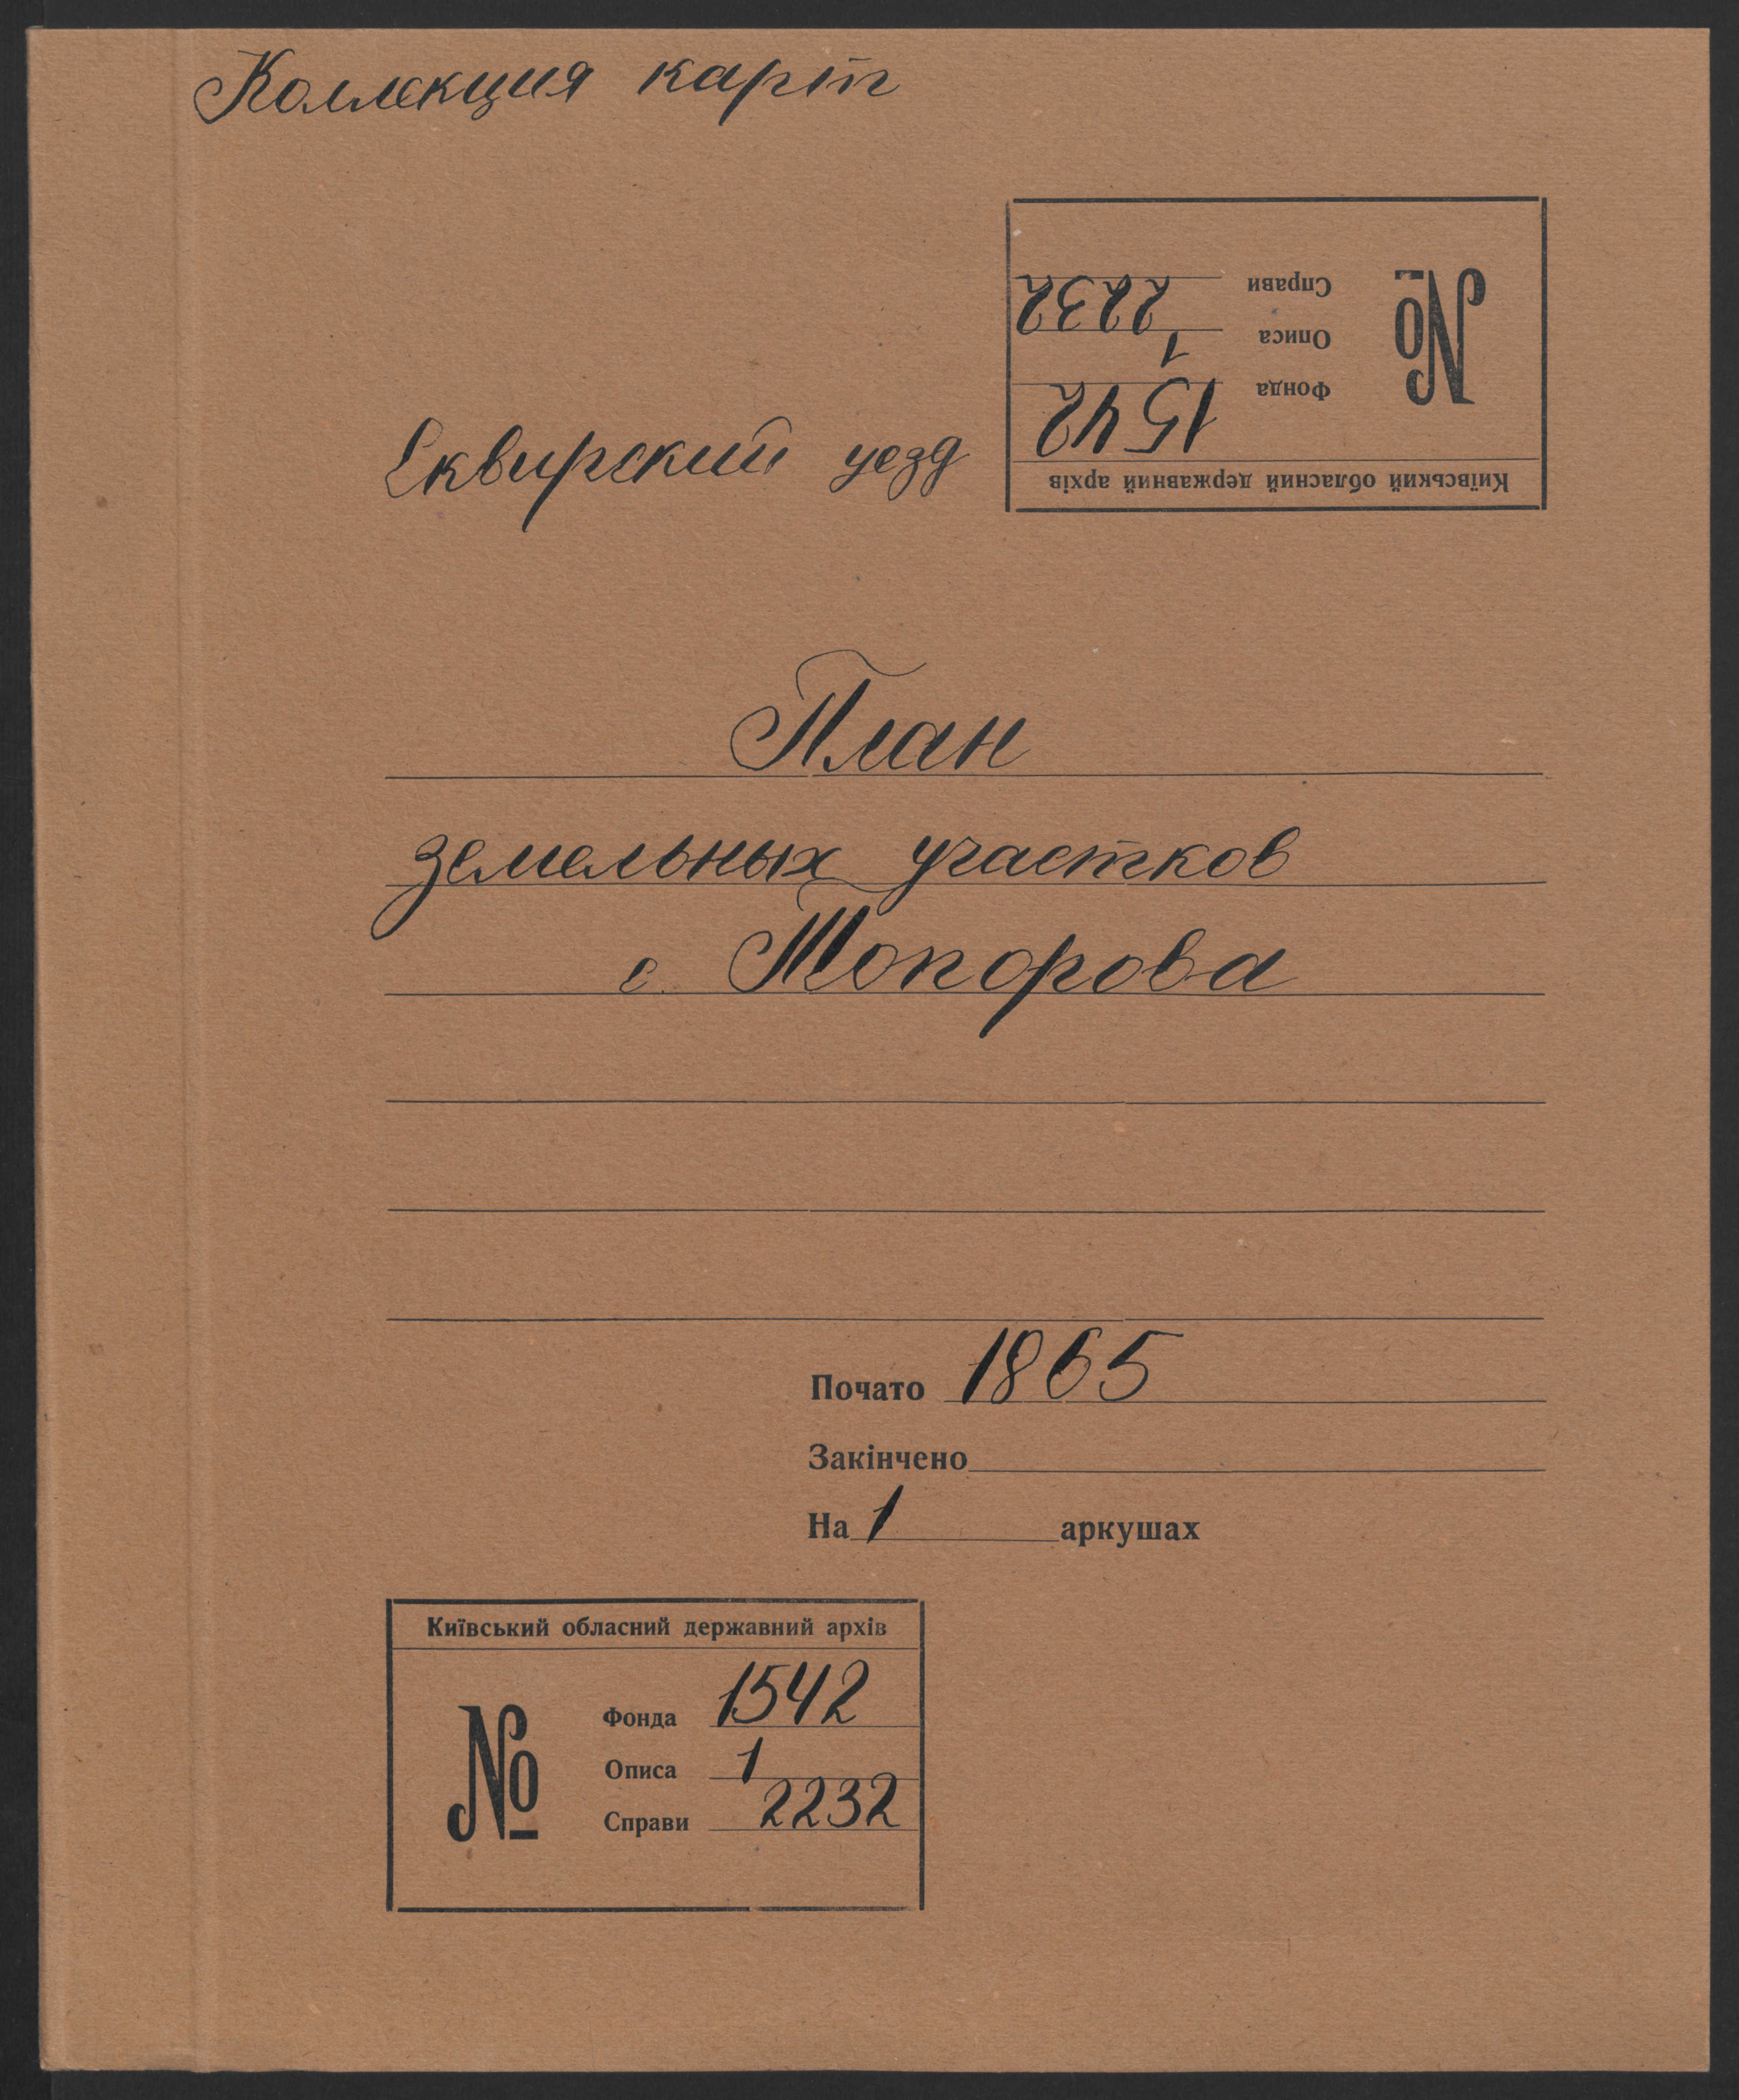 Коллекция карт
Київський обласний державний архів
№
Фонда 1542
Описа 1
Справи 2232
Сквирский уезд
План
земельных участков
с. Топорова
Почато 1865
Закінчено
На 1 аркушах
Київський обласний державний архів
№
Фонда 1542
Описа 1
Справи 2232